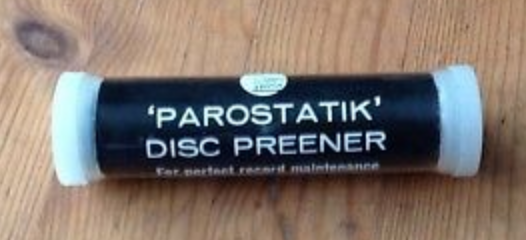 'PAROSTATIK'
DISC PREENER
For perfect record maintenance